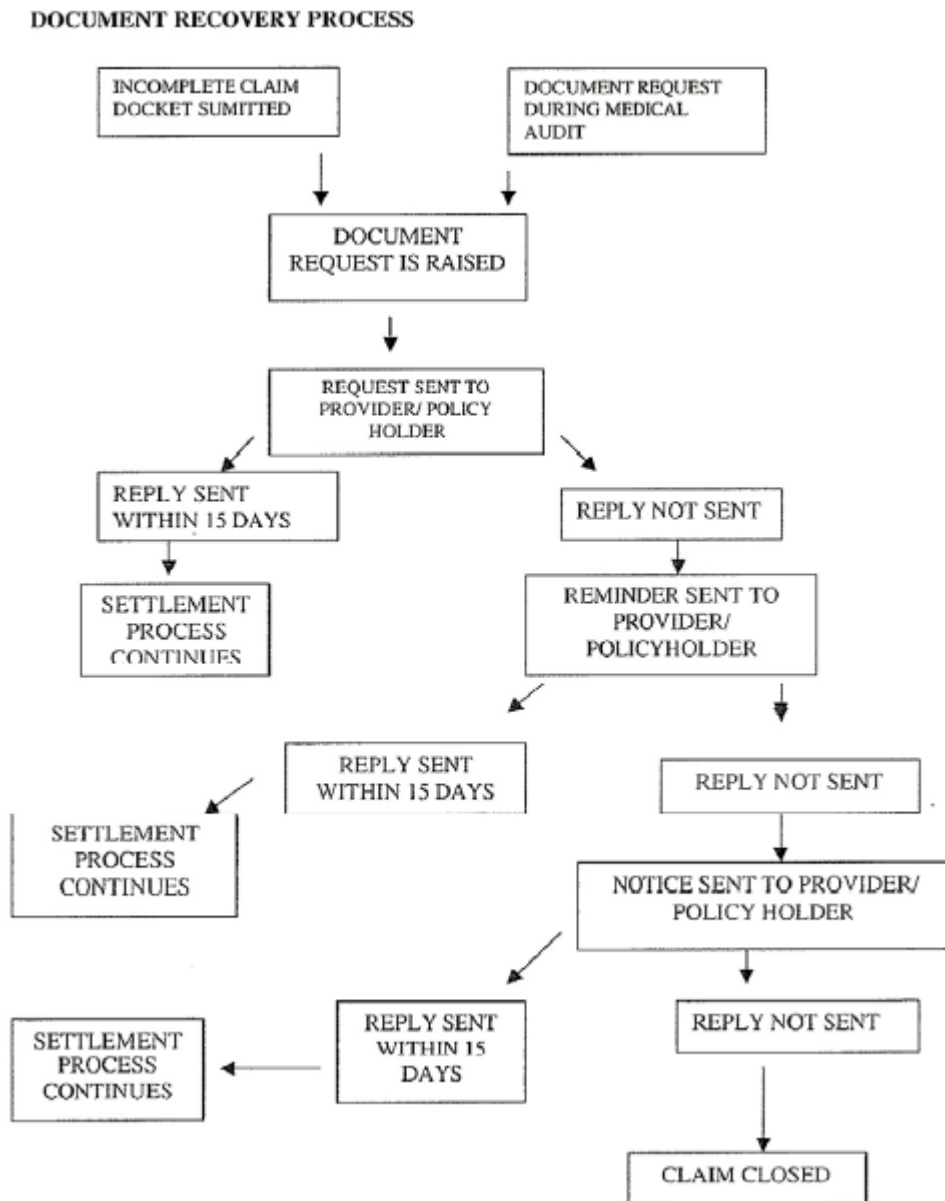 DOCUMENT RECOVERY PROCESS
INCOMPLETE CLAIM
DOCKET SUMITTED
DOCUMENT REQUEST
DURING MEDICAL
AUDIT
DOCUMENT
REQUEST IS RAISED
REQUEST SENT TO
PROVIDER/ POLICY
HOLDER
REPLY SENT
WITHIN 15 DAYS
REPLY NOT SENT
SETTLEMENT
PROCESS
CONTINUES
REMINDER SENT TO
PROVIDER/
POLICYHOLDER
REPLY SENT
WITHIN 15 DAYS
REPLY NOT SENT
SETTLEMENT
PROCESS
CONTINUES
NOTICE SENT TO PROVIDER/
POLICY HOLDER
REPLY SENT
WITHIN 15
DAYS
REPLY NOT SENT
SETTLEMENT
PROCESS
CONTINUES
CLAIM CLOSED